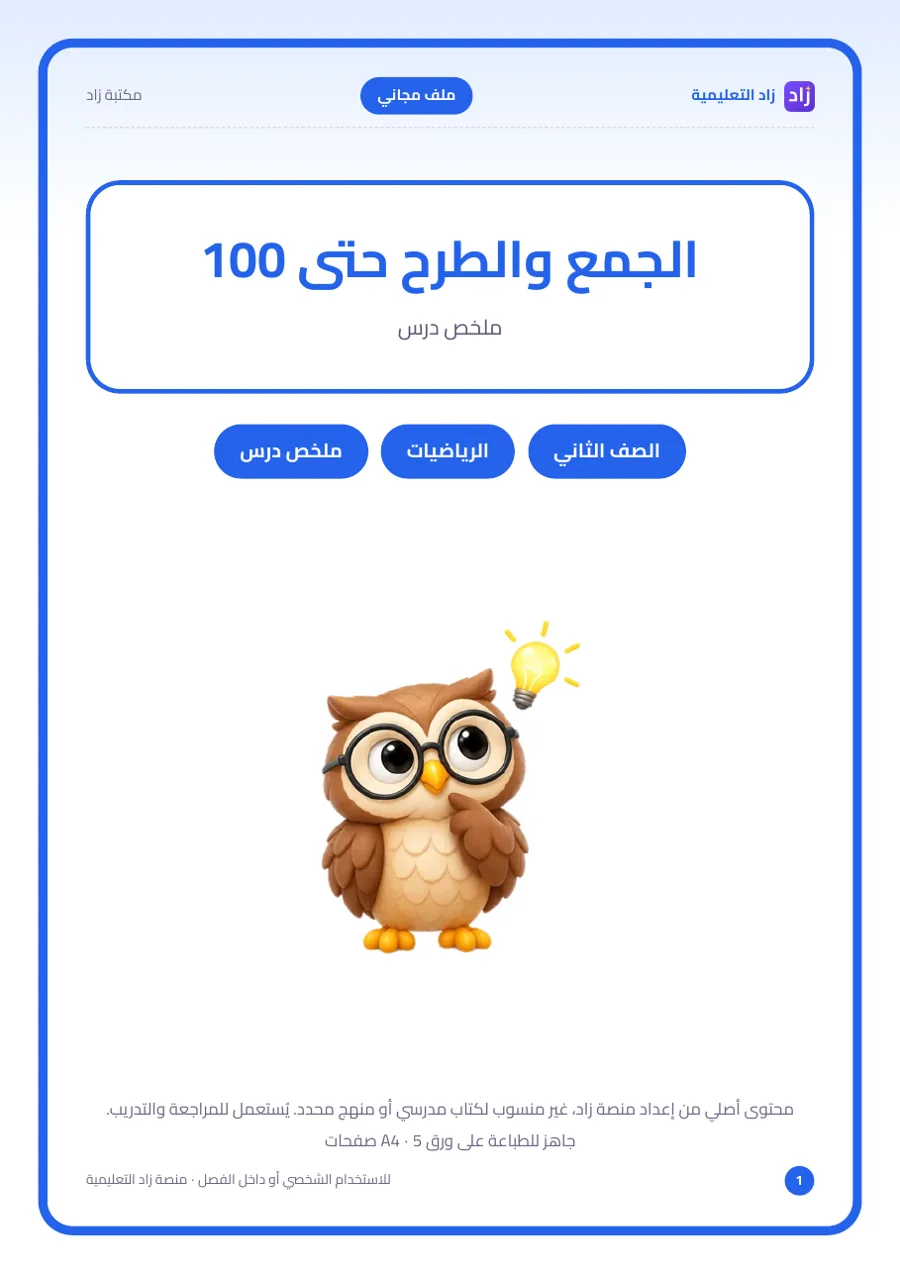 زاد زاد التعليمية
ملف مجاني
مكتبة زاد
الجمع والطرح حتى 100
ملخص درس
الصف الثاني
الرياضيات
ملخص درس
محتوى أصلي من إعداد منصة زاد، غير منسوب لكتاب مدرسي أو منهج محدد. يُستعمل للمراجعة والتدريب.
جاهز للطباعة على ورق A4 · 5 صفحات
1
للاستخدام الشخصي أو داخل الفصل · منصة زاد التعليمية